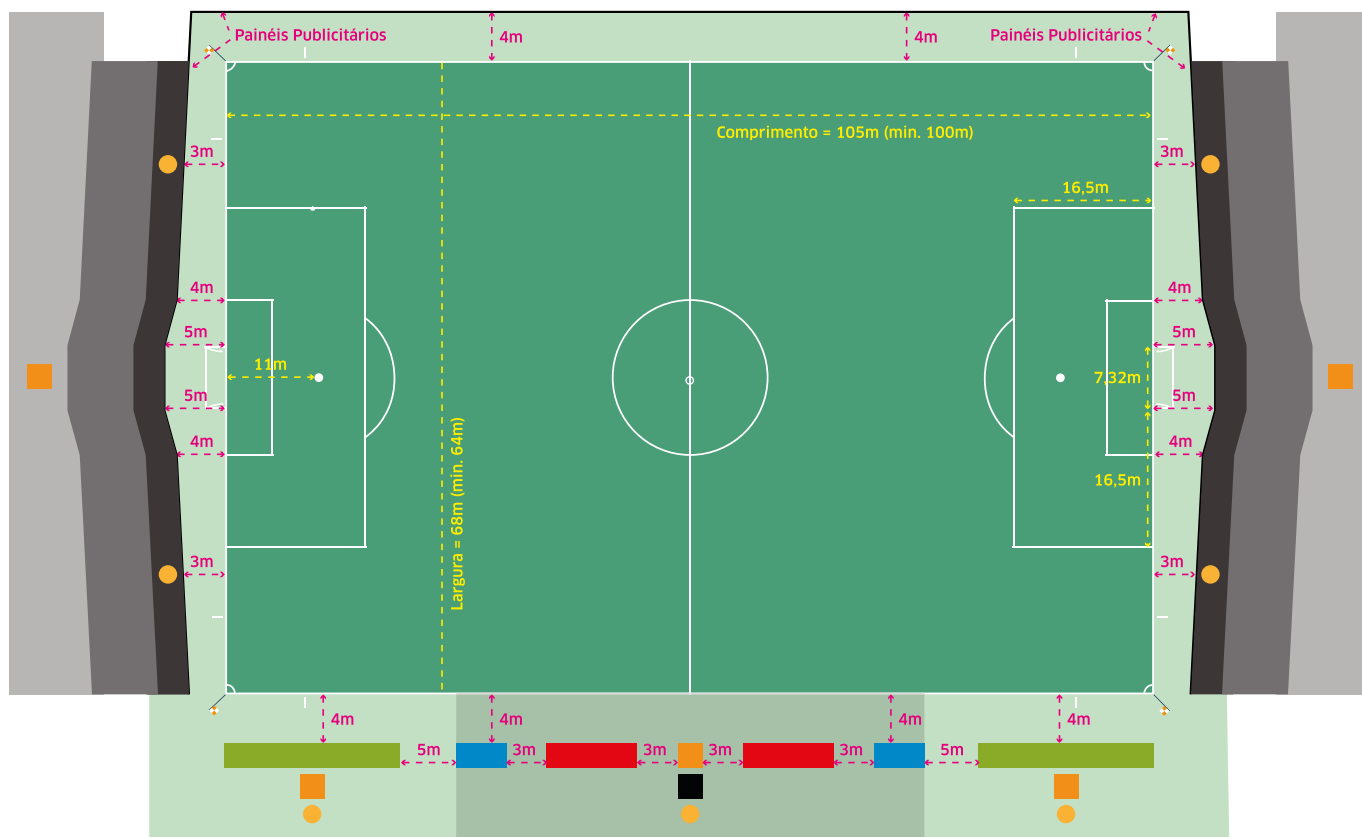 Painéis Publicitários
4m
4m
Painéis Publicitários
Comprimento = 105m (min. 100m)
3m
3m
16,5m
4m
4m
5m
5m
11m
7,32m
5m
5m
4m
4m
16,5m
Largura = 68m (min. 64m)
3m
3m
4m
4m
4m
4m
5m
3m
3m
3m
3m
5m